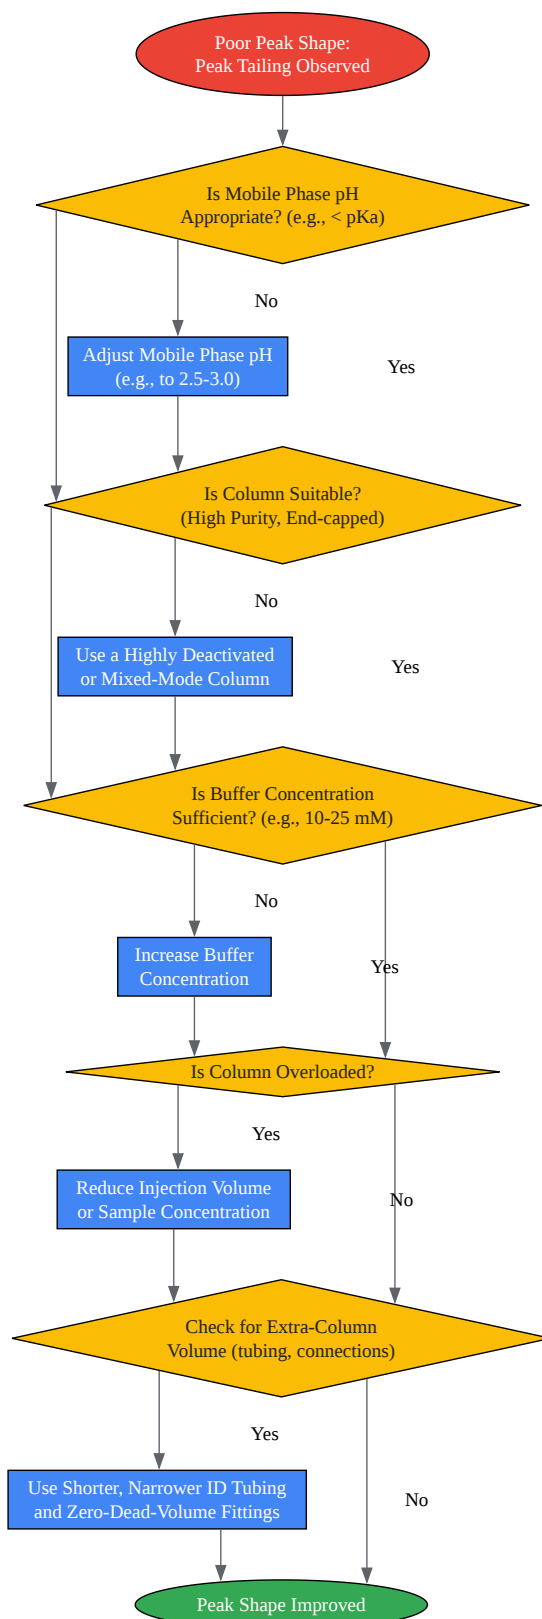 Poor Peak Shape:
Peak Tailing Observed
Is Mobile Phase pH
Appropriate? (e.g., < pKa)
No
Adjust Mobile Phase pH
(e.g., to 2.5-3.0)
Yes
Is Column Suitable?
(High Purity, End-capped)
No
Use a Highly Deactivated
or Mixed-Mode Column
Yes
Is Buffer Concentration
Sufficient? (e.g., 10-25 mM)
No
Increase Buffer
Concentration
Yes
Is Column Overloaded?
Yes
Reduce Injection Volume
or Sample Concentration
No
Check for Extra-Column
Volume (tubing, connections)
Yes
Use Shorter, Narrower ID Tubing
and Zero-Dead-Volume Fittings
No
Peak Shape Improved